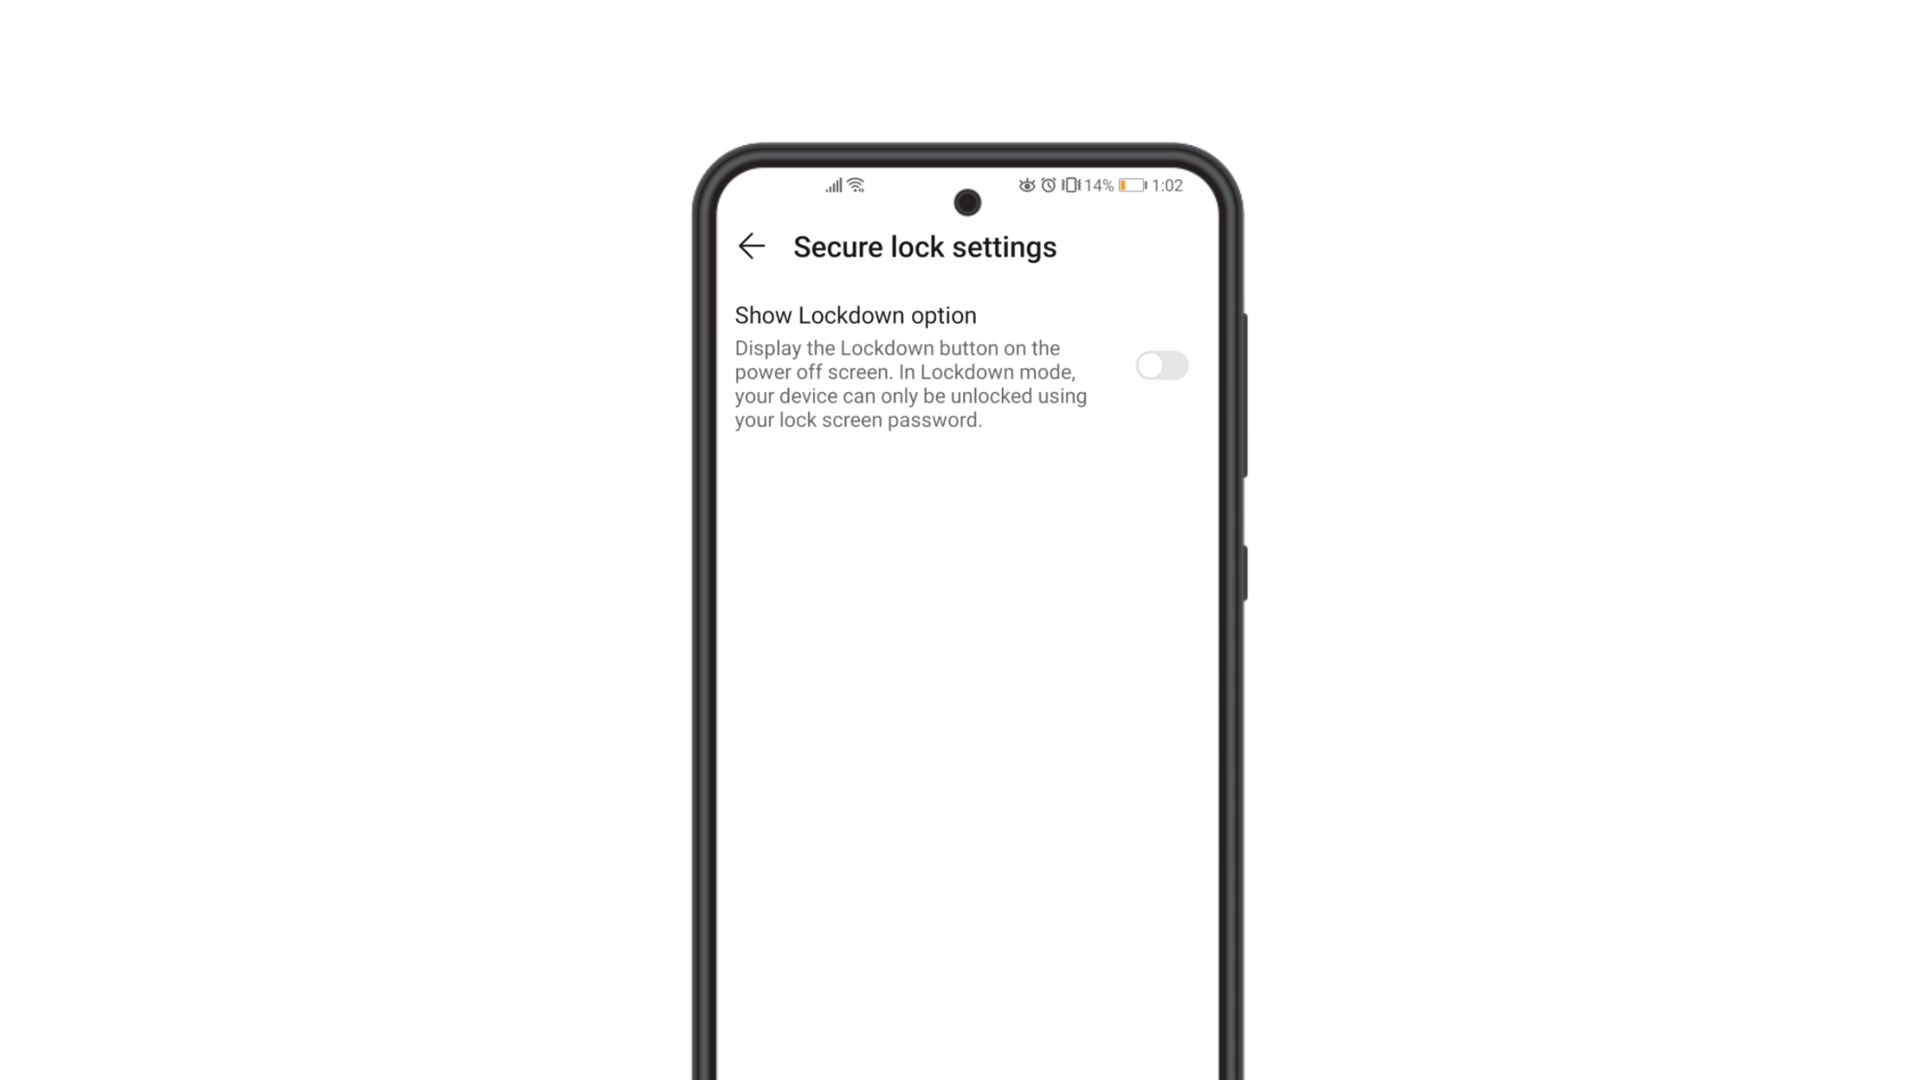 14% 1:02
Secure lock settings
Show Lockdown option
Display the Lockdown button on the
power off screen. In Lockdown mode,
your device can only be unlocked using
your lock screen password.